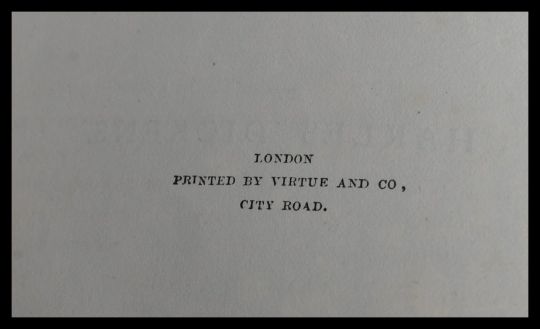 LONDON
PRINTED BY VIRTUE AND CO,
CITY ROAD.